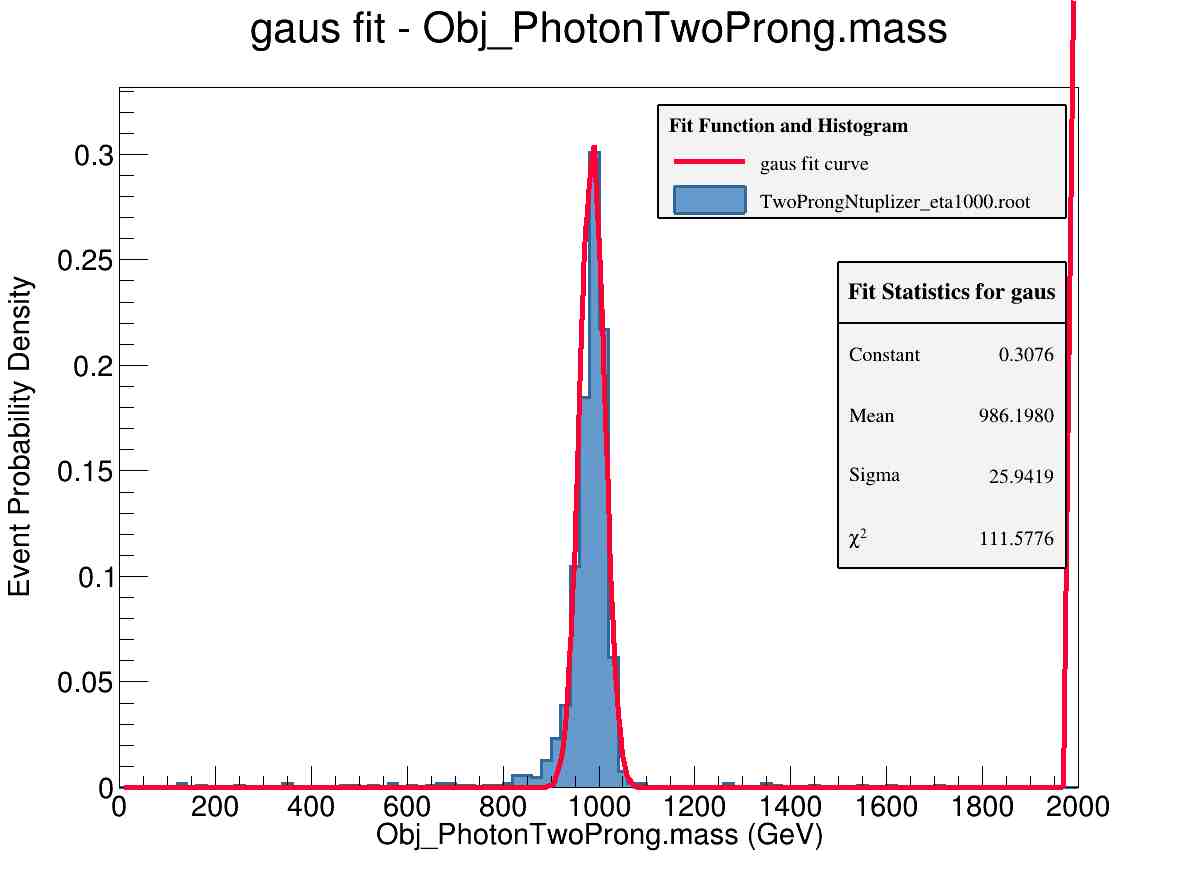 gaus fit - Obj_PhotonTwoProng.mass
Fit Function and Histogram
gaus fit curve
TwoProngNtuplizer_eta1000.root
Fit Statistics for gaus
Constant 0.3076
Mean 986.1980
Sigma 25.9419
χ² 111.5776
Event Probability Density
0.3
0.25
0.2
0.15
0.1
0.05
0
0 200 400 600 800 1000 1200 1400 1600 1800 2000
Obj_PhotonTwoProng.mass (GeV)